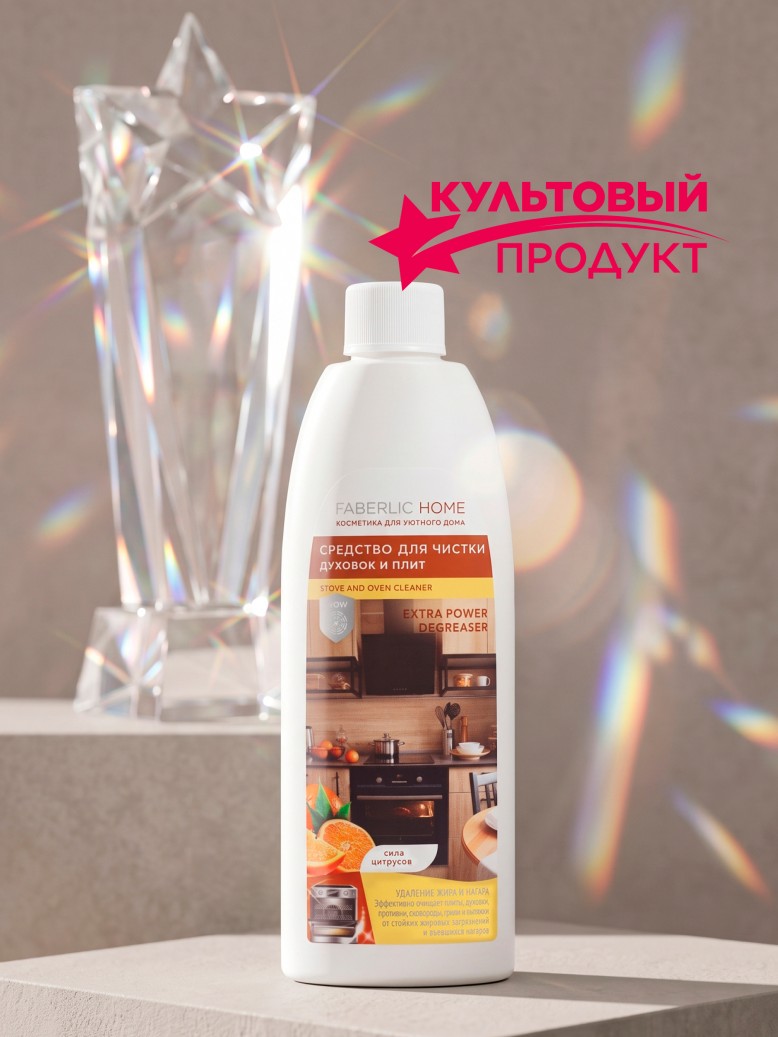 КУЛЬТОВЫЙ
ПРОДУКТ
FABERLIC HOME
КОСМЕТИКА ДЛЯ УЮТНОГО ДОМА
СРЕДСТВО ДЛЯ ЧИСТКИ
ДУХОВОК И ПЛИТ
STOVE AND OVEN CLEANER
EXTRA POWER
DEGREASER
сила
цитрусов
УДАЛЕНИЕ ЖИРА И НАГАРА
Эффективно очищает плиты, духовки,
противни, сковороды, грили и вытяжки
от стойких жировых загрязнений
и въевшихся нагаров